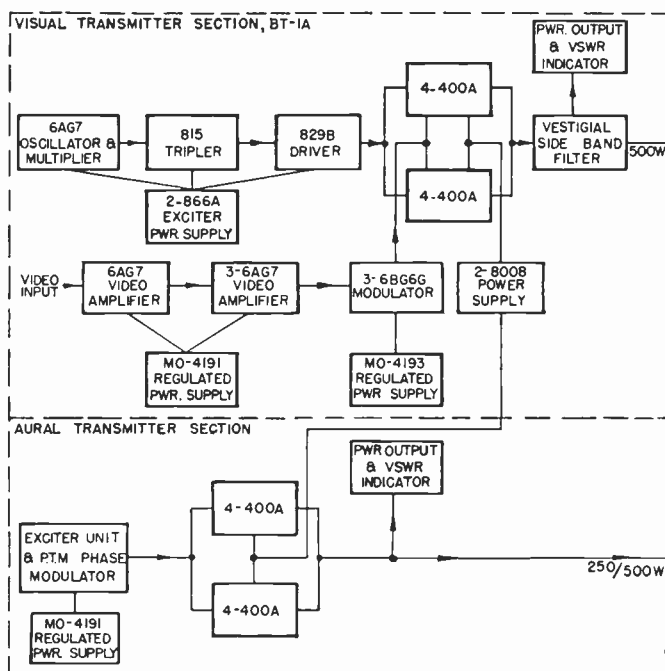 VISUAL TRANSMITTER SECTION, BT-1A
PWR. OUTPUT
& VSWR
INDICATOR
4-400A
6AG7
OSCILLATOR &
MULTIPLIER
815
TRIPLER
829B
DRIVER
VESTIGIAL
SIDE BAND
FILTER
500W
4-400A
2-866A
EXCITER
PWR. SUPPLY
VIDEO
INPUT
6AG7
VIDEO
AMPLIFIER
3-6AG7
VIDEO
AMPLIFIER
3-6BG6G
MODULATOR
2-8008
POWER
SUPPLY
MO-4191
REGULATED
PWR. SUPPLY
MO-4193
REGULATED
PWR SUPPLY
AURAL TRANSMITTER SECTION
PWR OUTPUT
& VSWR
INDICATOR
4-400A
EXCITER UNIT
& P.T.M PHASE
MODULATOR
250/500W
4-400A
MO-4191
REGULATED
PWR. SUPPLY